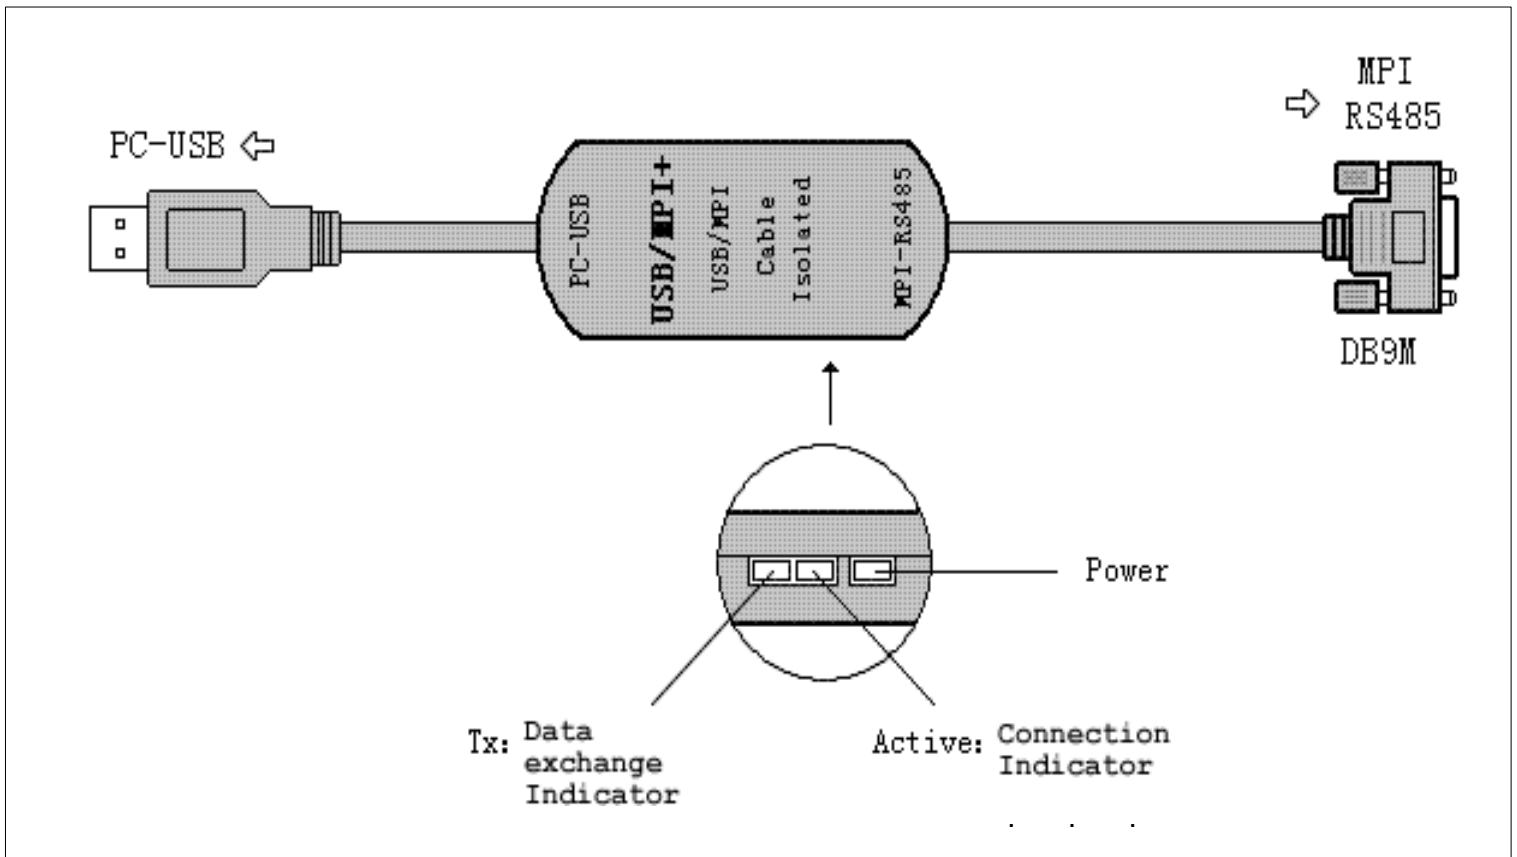 MPI
RS485
PC-USB
PC-USB
USB/MPI+
USB/MPI
Cable
Isolated
MPI-RS485
DB9M
Power
Tx: Data
exchange
Indicator
Active: Connection
Indicator
. . .